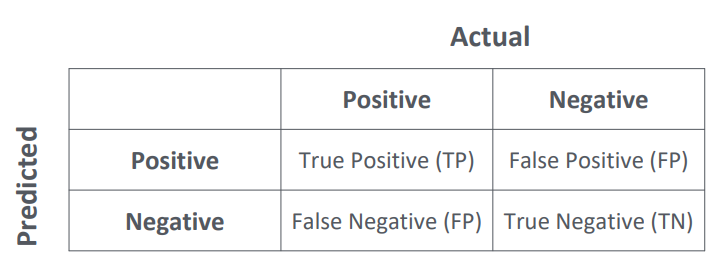 Actual
Positive Negative
Predicted
Positive True Positive (TP) False Positive (FP)
Negative False Negative (FP) True Negative (TN)